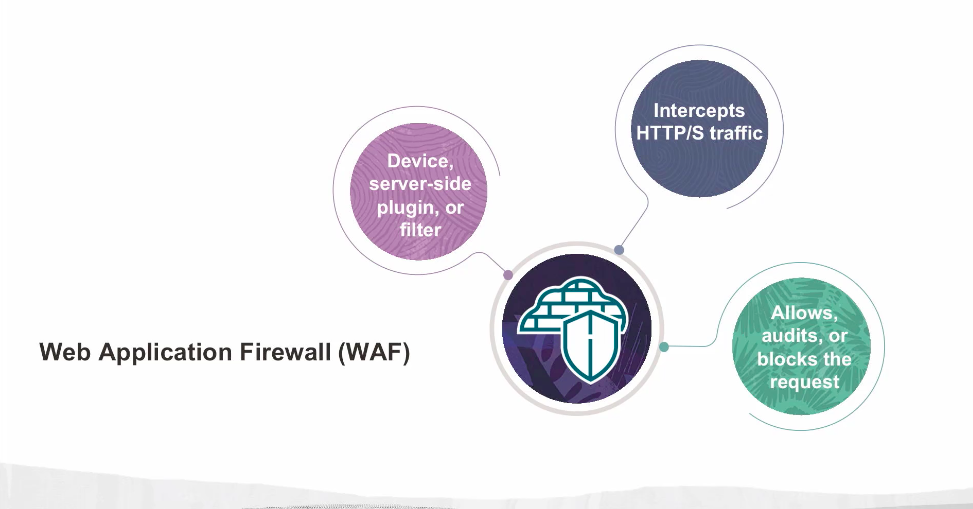 Intercepts
HTTP/S traffic
Device,
server-side
plugin, or
filter
Allows,
audits, or
blocks the
request
Web Application Firewall (WAF)